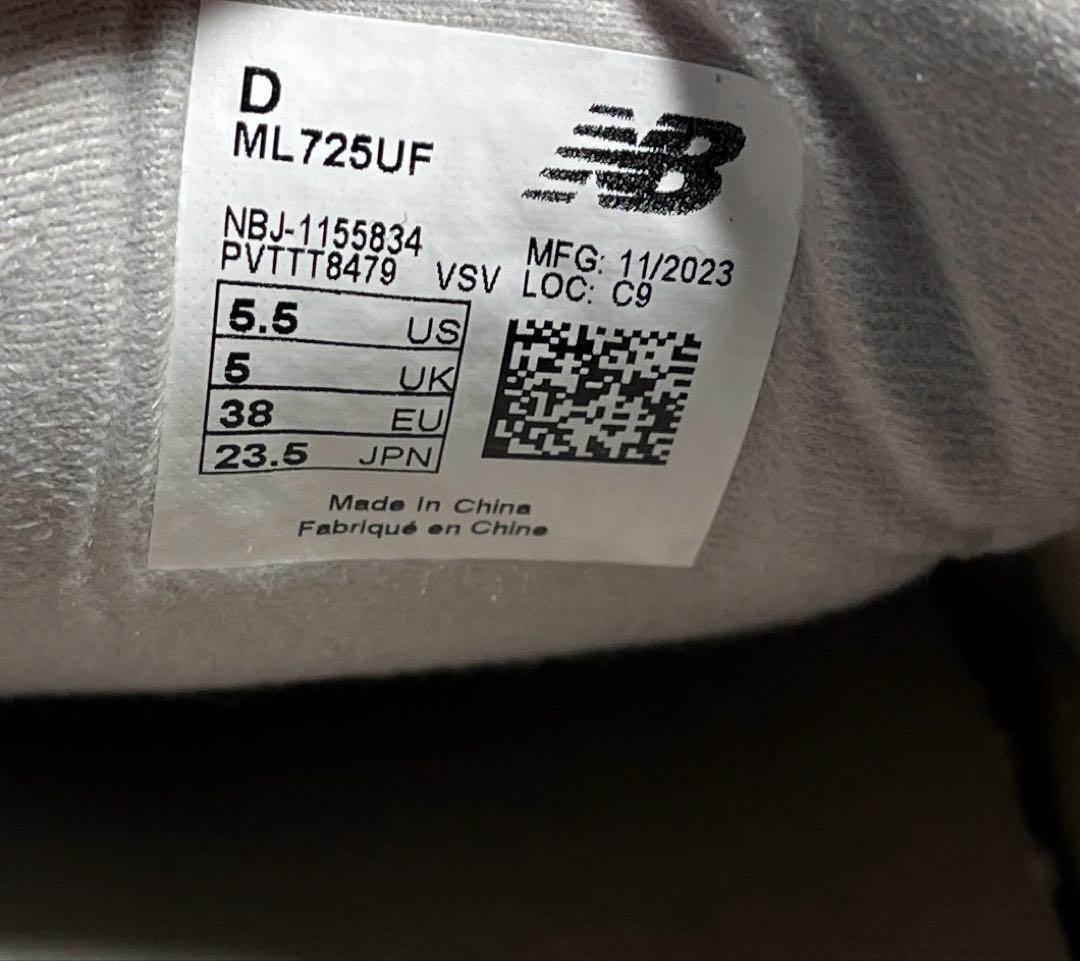 D
ML725UF
NB
NBJ-1155834
PVTTT8479 VSV
MFG: 11/2023
LOC: C9
5.5 US
5 UK
38 EU
23.5 JPN
Made In China
Fabriqué en Chine